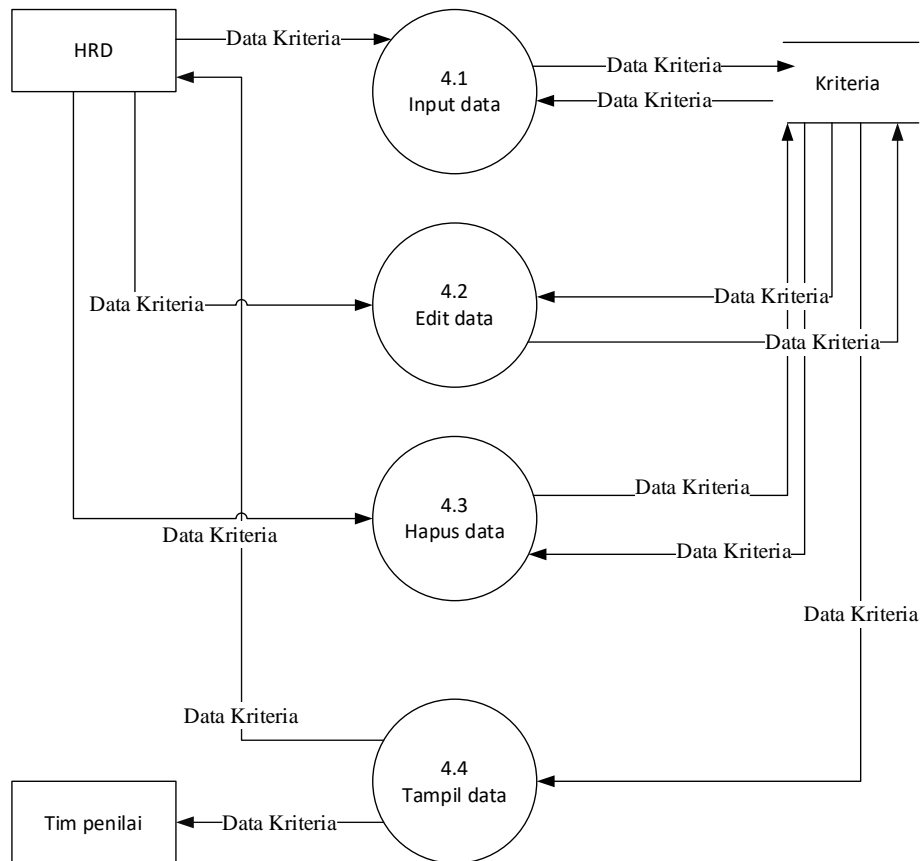 HRD
Data Kriteria
4.1
Input data
Data Kriteria
Data Kriteria
Kriteria
Data Kriteria
4.2
Edit data
Data Kriteria
Data Kriteria
4.3
Hapus data
Data Kriteria
Data Kriteria
Data Kriteria
Data Kriteria
Data Kriteria
4.4
Tampil data
Tim penilai
Data Kriteria